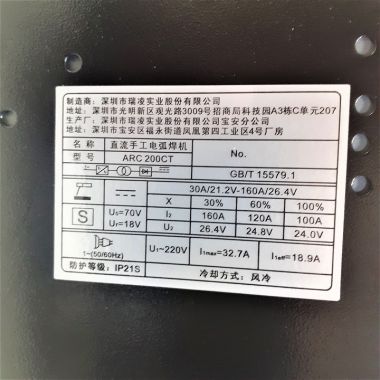 制造商：深圳市瑞凌实业股份有限公司
地址：深圳市光明新区观光路3009号招商局科技园A3栋C单元207
生产厂：深圳市瑞凌实业股份有限公司宝安分公司
地址：深圳市宝安区福永街道凤凰第四工业区4号厂房
名称 直流手工电弧焊机 No.
型号 ARC 200CT
GB/T 15579.1
30A/21.2V-160A/26.4V
X 30% 60% 100%
S U₀=70V I₂ 160A 120A 100A
Uᵣ=18V U₂ 26.4V 24.8V 24.0V
1~(50/60Hz) U₁~220V I₁max=32.7A I₁eff=18.9A
防护等级：IP21S 冷却方式：风冷